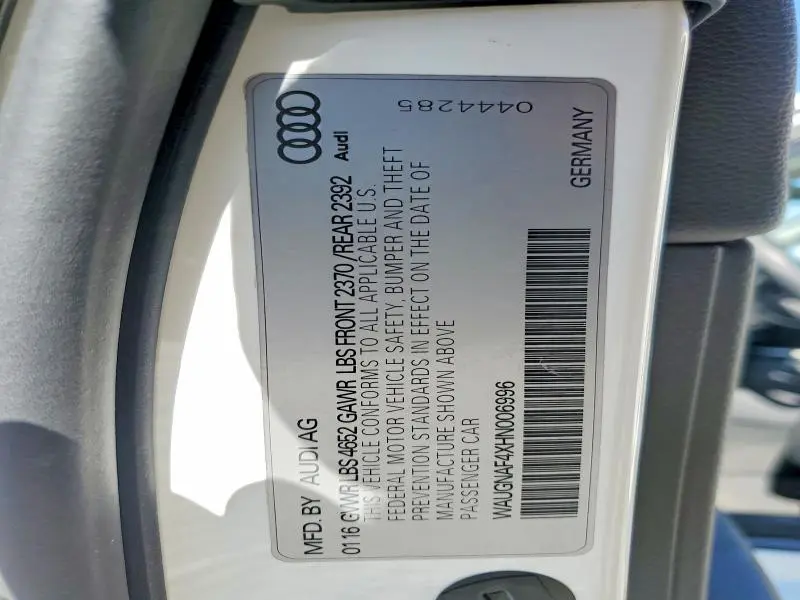 MFD. BY AUDI AG
01 16 GVWR LBS 4652 GAWR LBS FRONT 2370 /REAR 2392
THIS VEHICLE CONFORMS TO ALL APPLICABLE U.S.
FEDERAL MOTOR VEHICLE SAFETY, BUMPER AND THEFT
PREVENTION STANDARDS IN EFFECT ON THE DATE OF
MANUFACTURE SHOWN ABOVE
PASSENGER CAR
WAUGNAF4XHN006996
Audi
0444285
GERMANY